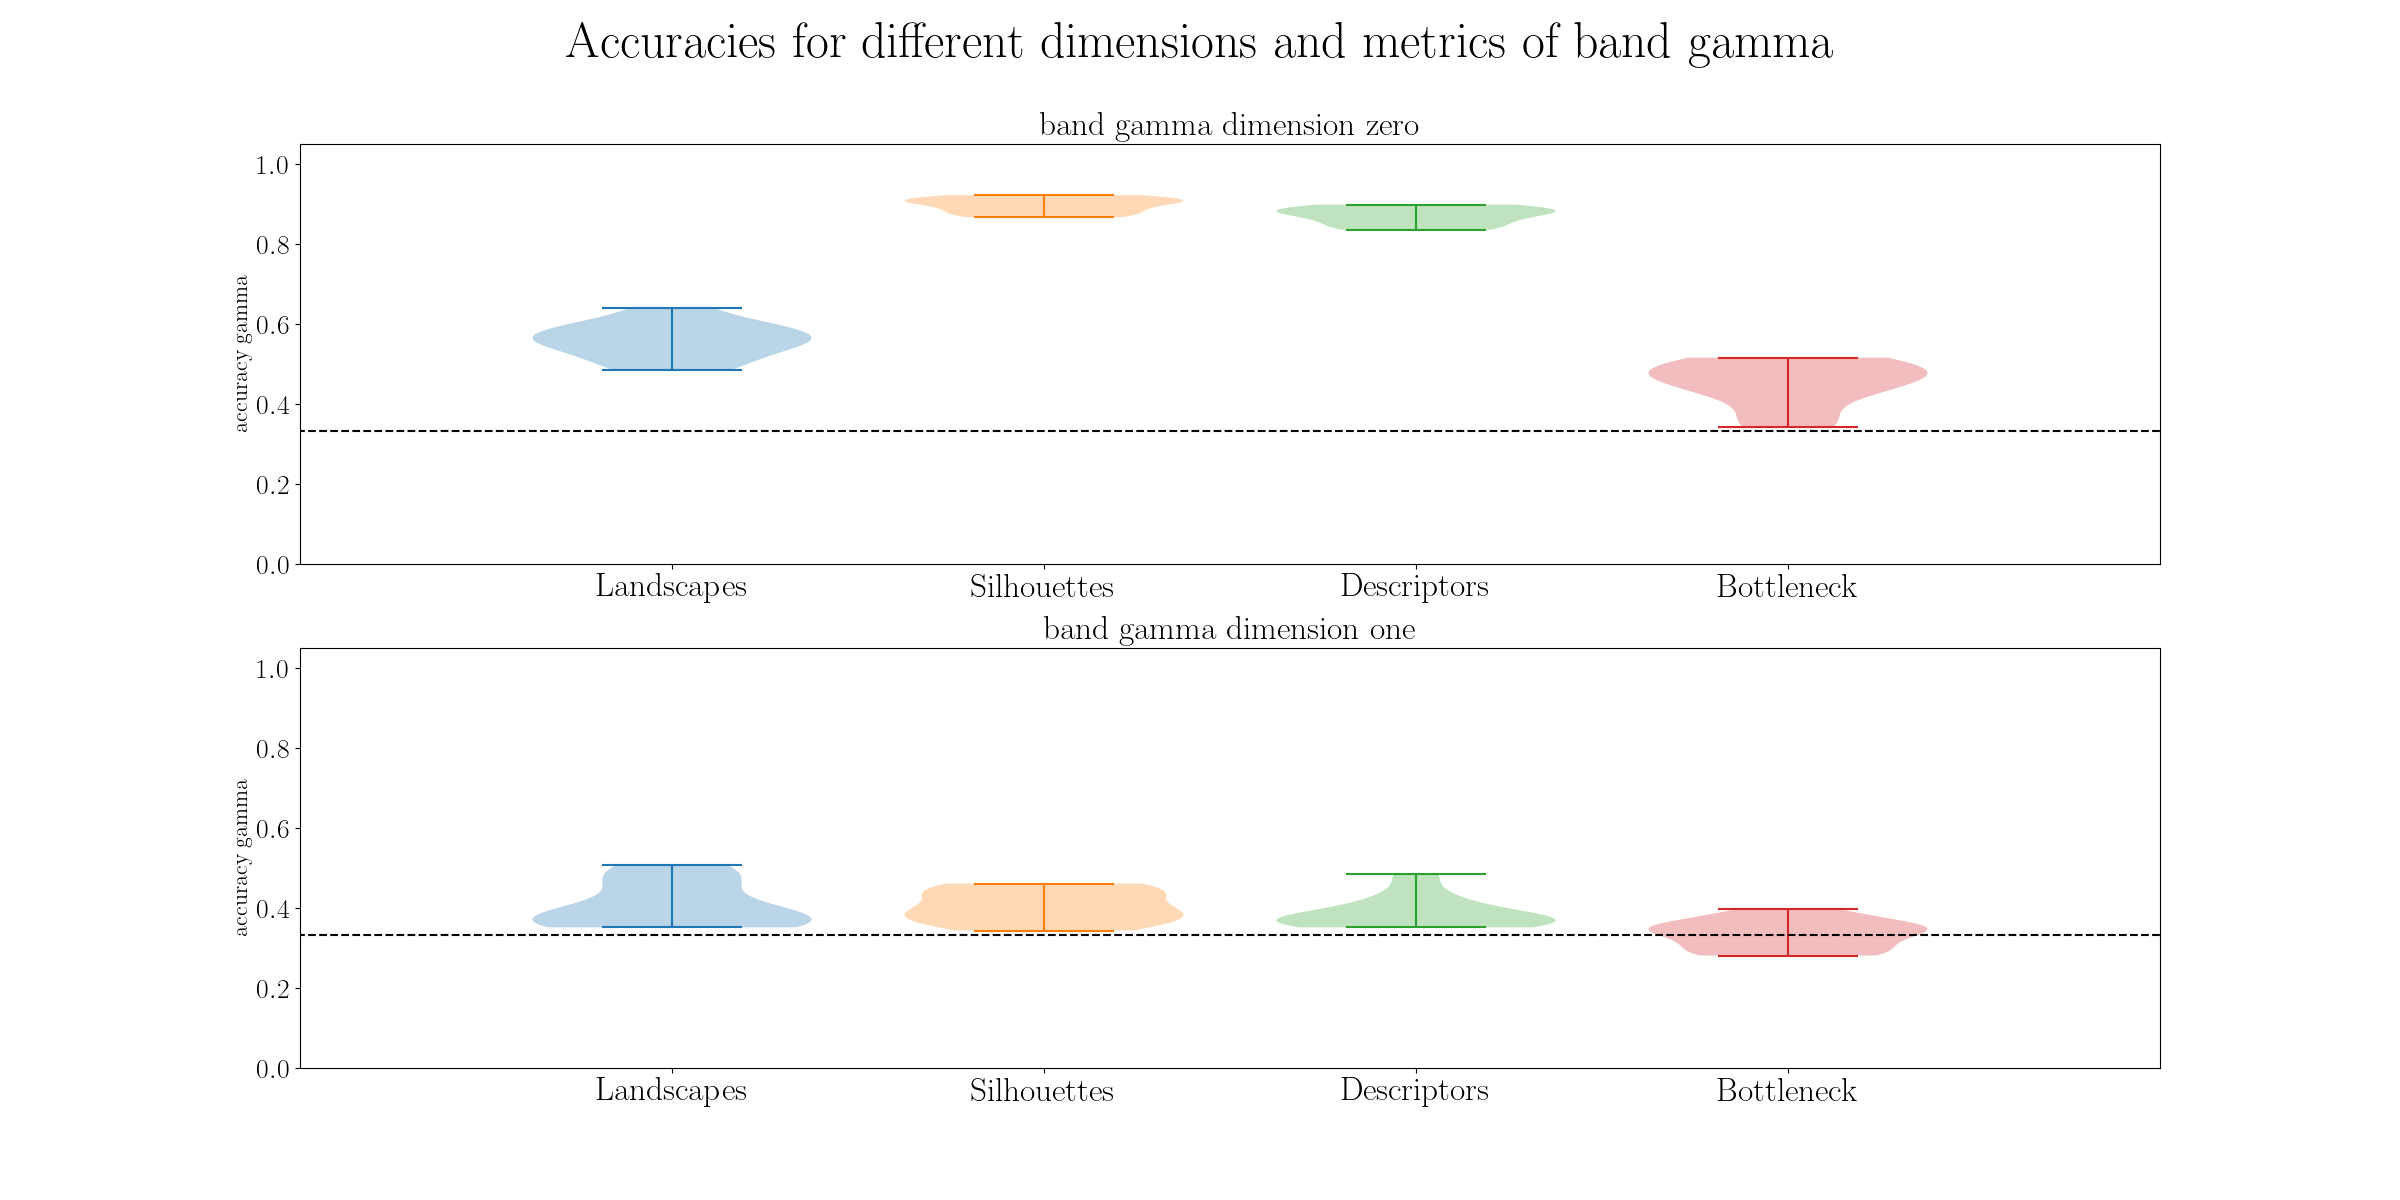 Accuracies for different dimensions and metrics of band gamma
band gamma dimension zero
accuracy gamma
1.0
0.8
0.6
0.4
0.2
0.0
Landscapes Silhouettes Descriptors Bottleneck
band gamma dimension one
accuracy gamma
1.0
0.8
0.6
0.4
0.2
0.0
Landscapes Silhouettes Descriptors Bottleneck